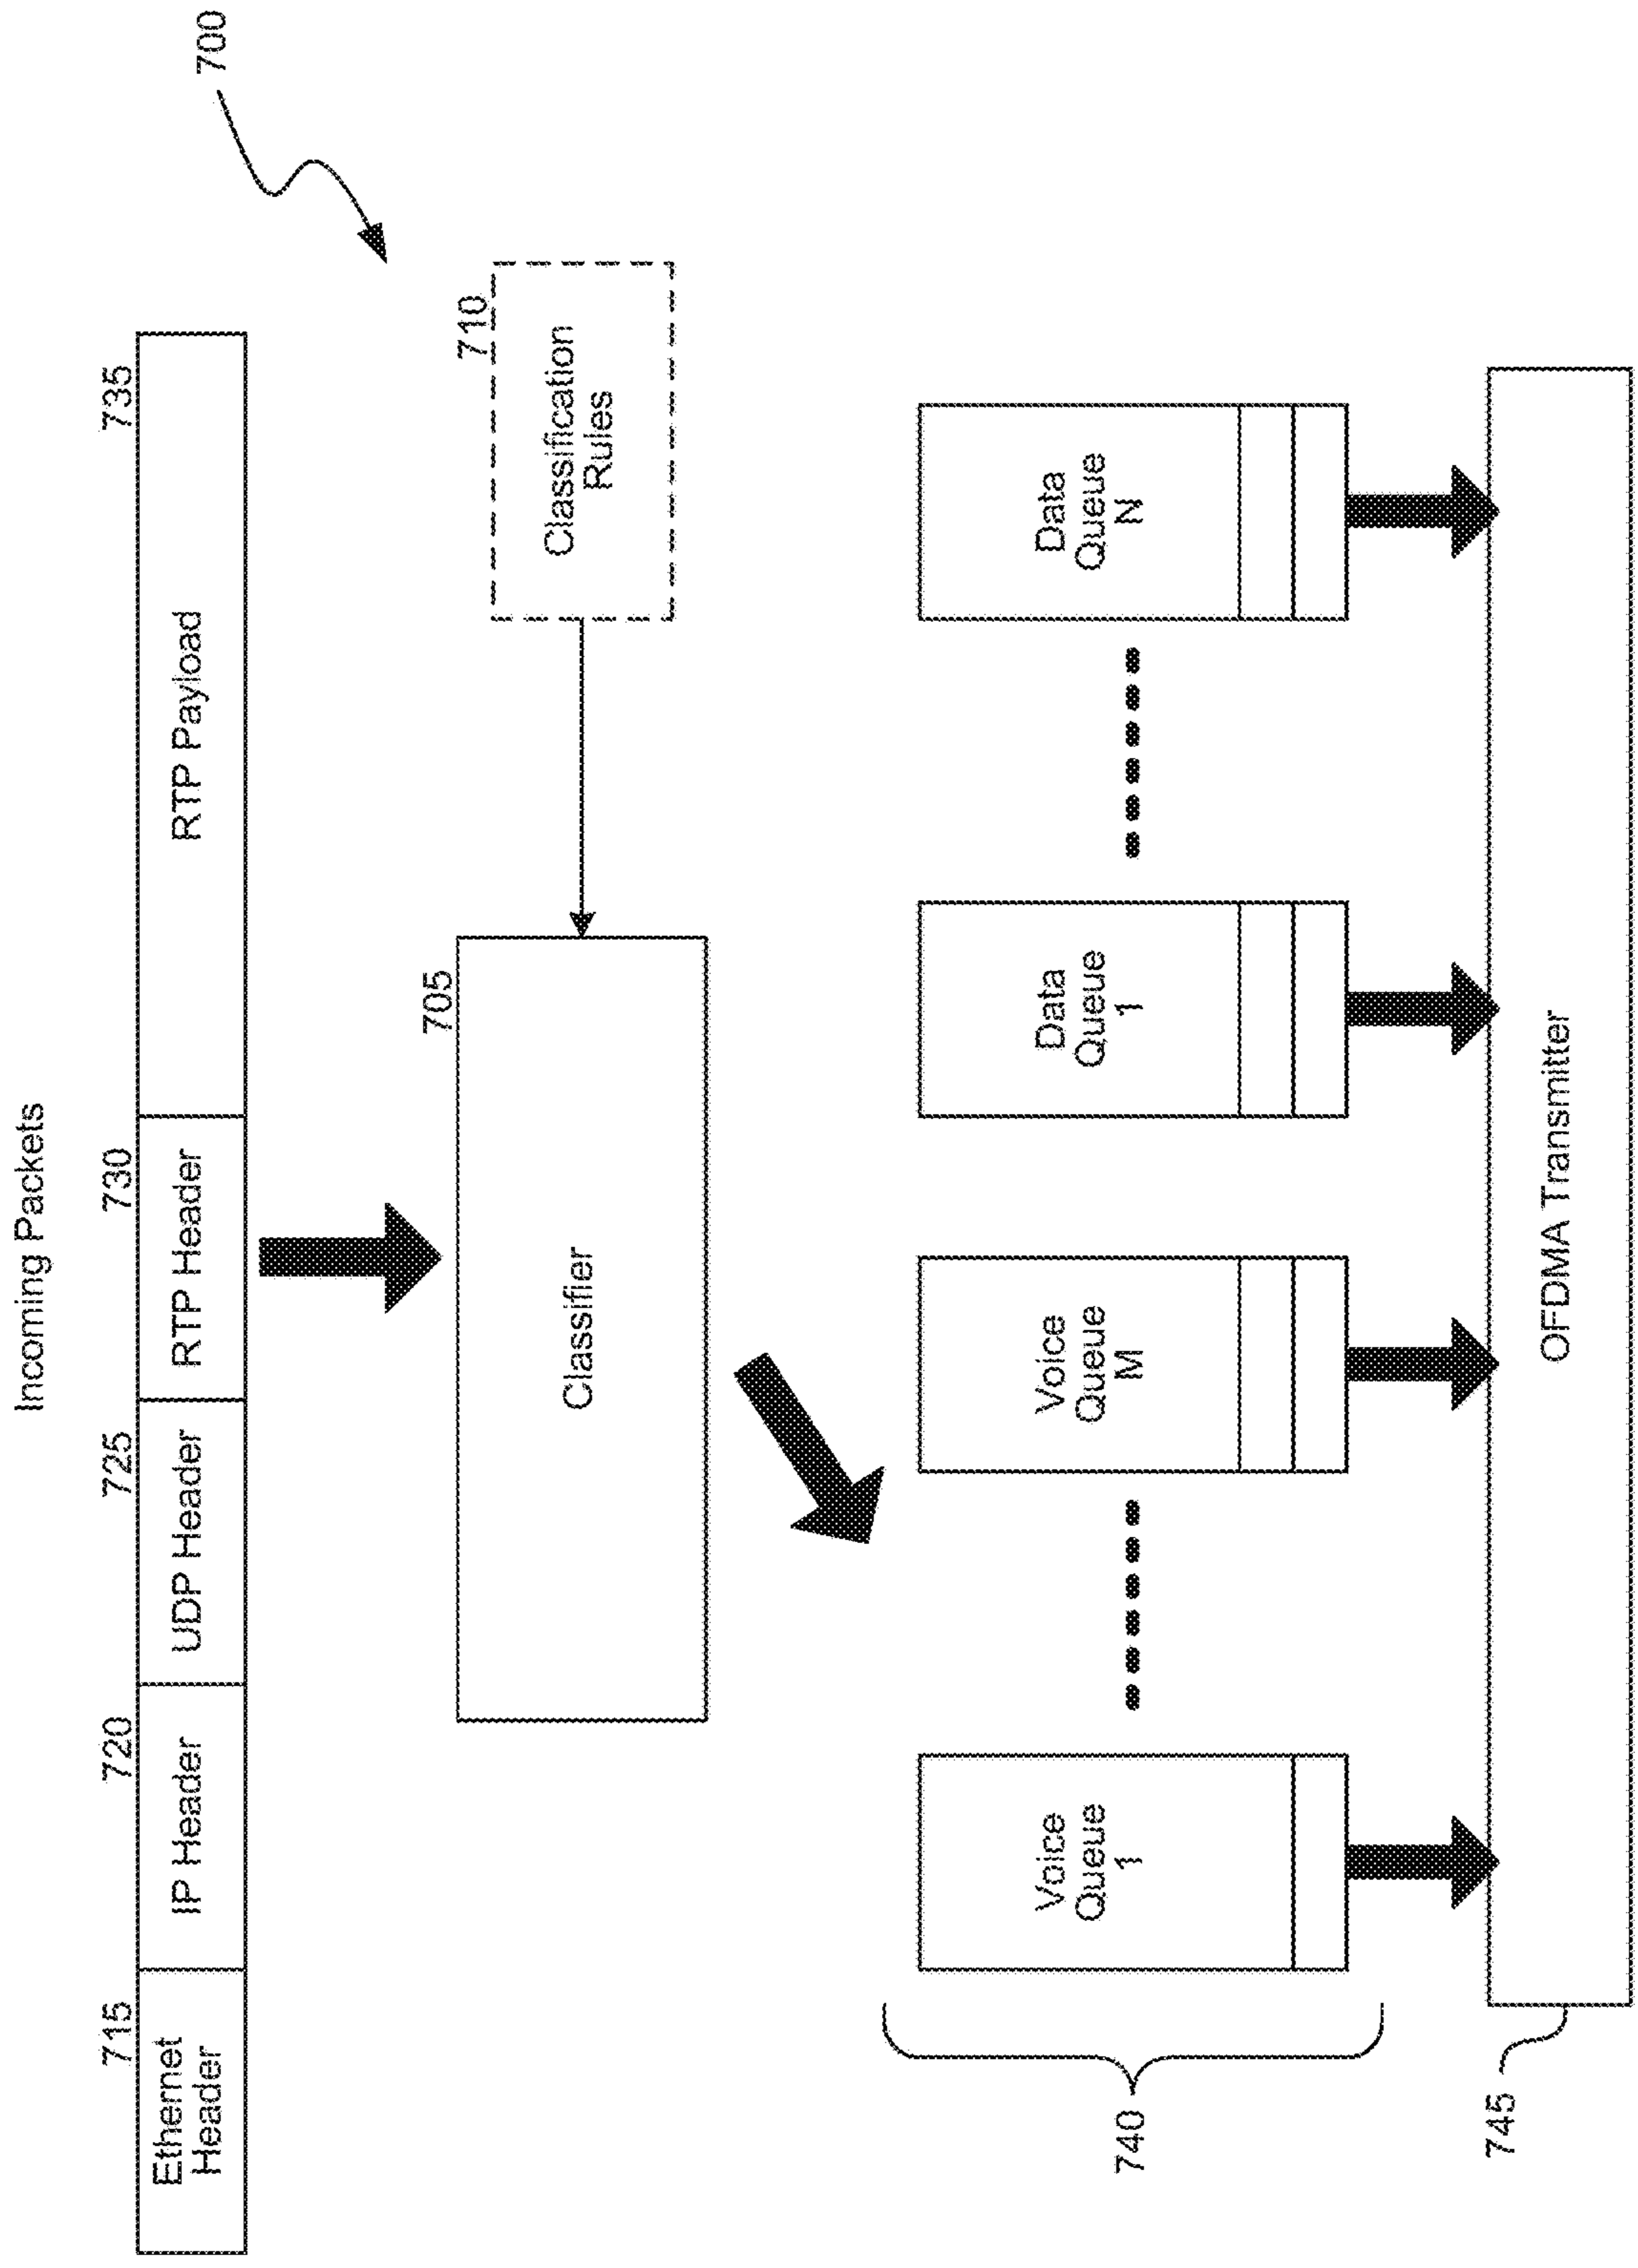 Incoming Packets
715
720
725
730
735
Ethernet
Header
IP Header
UDP Header
RTP Header
RTP Payload
700
705
Classifier
710
Classification
Rules
740
Voice
Queue
1
Voice
Queue
M
Data
Queue
1
Data
Queue
N
745
OFDMA Transmitter